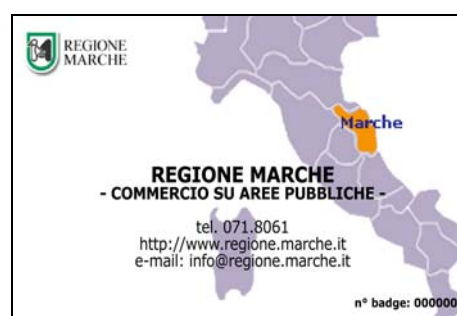 REGIONE
MARCHE
Marche
REGIONE MARCHE
- COMMERCIO SU AREE PUBBLICHE -
tel. 071.8061
http://www.regione.marche.it
e-mail: info@regione.marche.it
n° badge: 000000